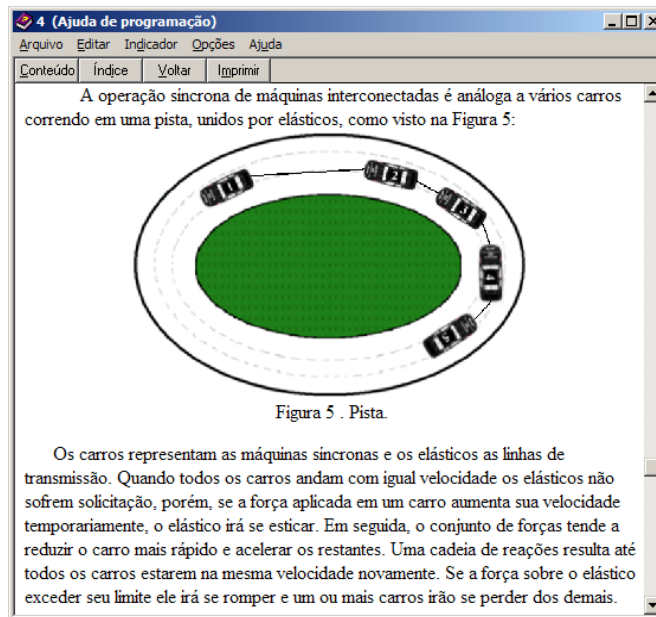 4 (Ajuda de programação)
Arquivo Editar Indicador Opções Ajuda
Conteúdo Índice Voltar Imprimir
A operação síncrona de máquinas interconectadas é análoga a vários carros
correndo em uma pista, unidos por elásticos, como visto na Figura 5:
1
2
3
4
5
Figura 5 . Pista.
Os carros representam as máquinas síncronas e os elásticos as linhas de
transmissão. Quando todos os carros andam com igual velocidade os elásticos não
sofrem solicitação, porém, se a força aplicada em um carro aumenta sua velocidade
temporariamente, o elástico irá se esticar. Em seguida, o conjunto de forças tende a
reduzir o carro mais rápido e acelerar os restantes. Uma cadeia de reações resulta até
todos os carros estarem na mesma velocidade novamente. Se a força sobre o elástico
exceder seu limite ele irá se romper e um ou mais carros irão se perder dos demais.